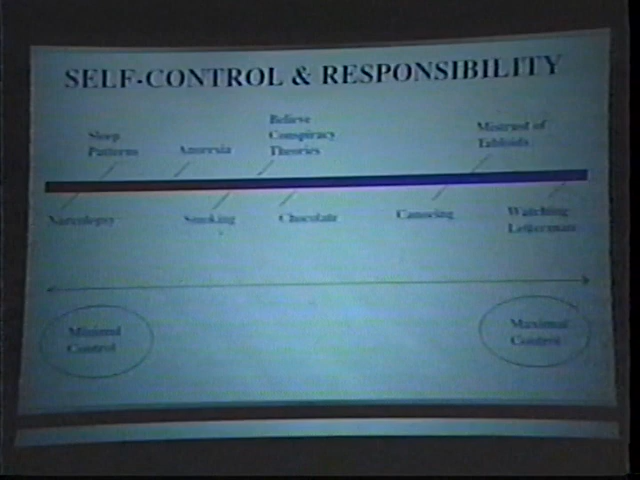 SELF-CONTROL & RESPONSIBILITY
Believe
Conspiracy
Theories
Mistrust of
Tabloids
Sleep
Patterns
Anorexia
Narcolepsy
Smoking
Chocolate
Canoeing
Watching
Letterman
Minimal
Control
Maximal
Control